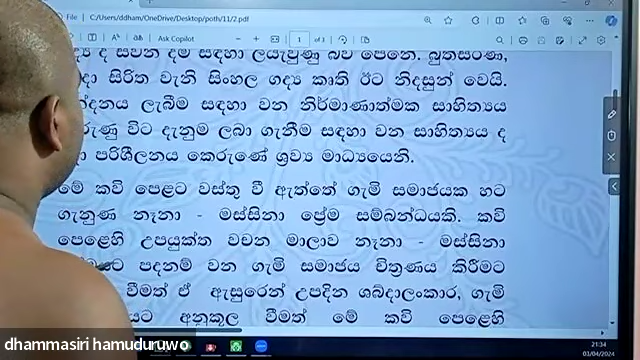 File
C:/Users/ddham/OneDrive/Desktop/poth/11/2.pdf
Ask Copilot
1
ද සවන් දීම සඳහා ලියැවුණු බව පෙනේ. බුත්සරණ,
සිරිත වැනි සිංහල ගද්‍ය කෘති ඊට නිදසුන් වෙයි.
ලැබීම සඳහා වන නිර්මාණාත්මක සාහිත්‍යය
විට දැනුම ලබා ගැනීම සඳහා වන සාහිත්‍යය ද
පරිශීලනය කෙරුණේ ශ්‍රව්‍ය මාධ්‍යයෙනි.
මේ කවි පෙළට වස්තු වී ඇත්තේ ගැමි සමාජයක හට
ගැනුණ නෑනා - මස්සිනා ප්‍රේම සම්බන්ධයකි. කවි
පෙළෙහි උපයුක්ත වචන මාලාව නෑනා - මස්සිනා
පදනම් වන ගැමි සමාජය චිත්‍රණය කිරීමට
වීමත් ඒ ඇසුරෙන් උපදින ශබ්දාලංකාර, ගැමි
අනුකූල වීමත් මේ කවි පෙළෙහි
dhammasiri hamuduruwo
21:34
03/04/2024